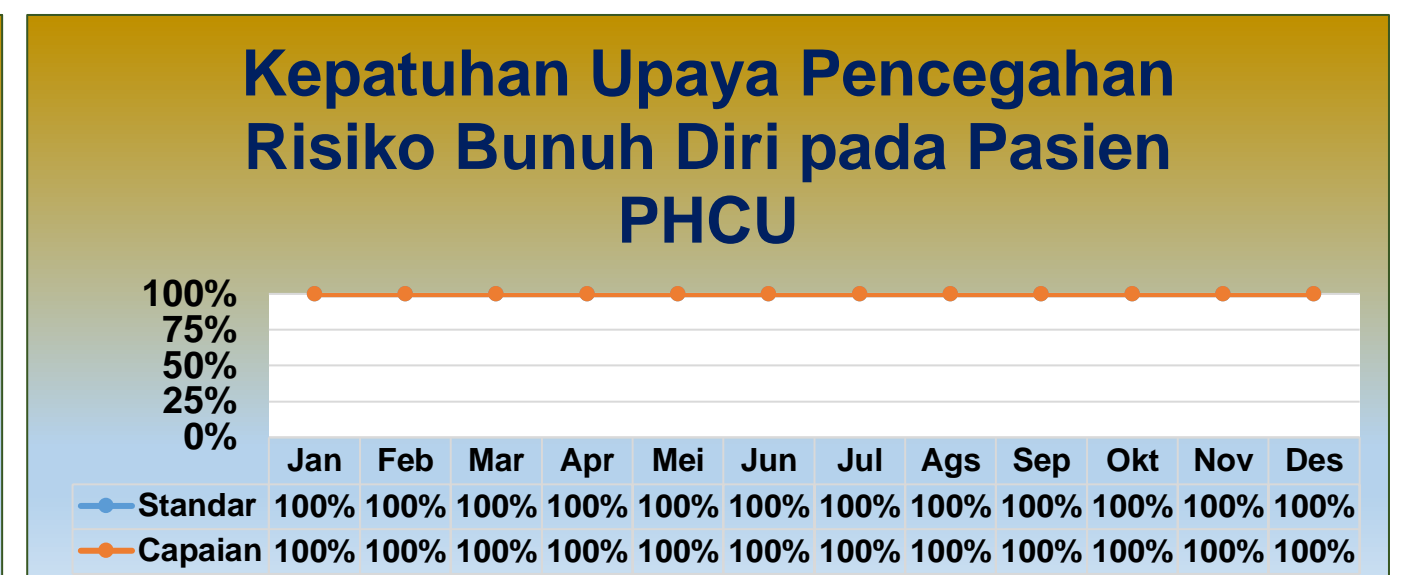 Kepatuhan Upaya Pencegahan
Risiko Bunuh Diri pada Pasien
PHCU
100%
75%
50%
25%
0%
Jan Feb Mar Apr Mei Jun Jul Ags Sep Okt Nov Des
Standar 100% 100% 100% 100% 100% 100% 100% 100% 100% 100% 100% 100%
Capaian 100% 100% 100% 100% 100% 100% 100% 100% 100% 100% 100% 100%